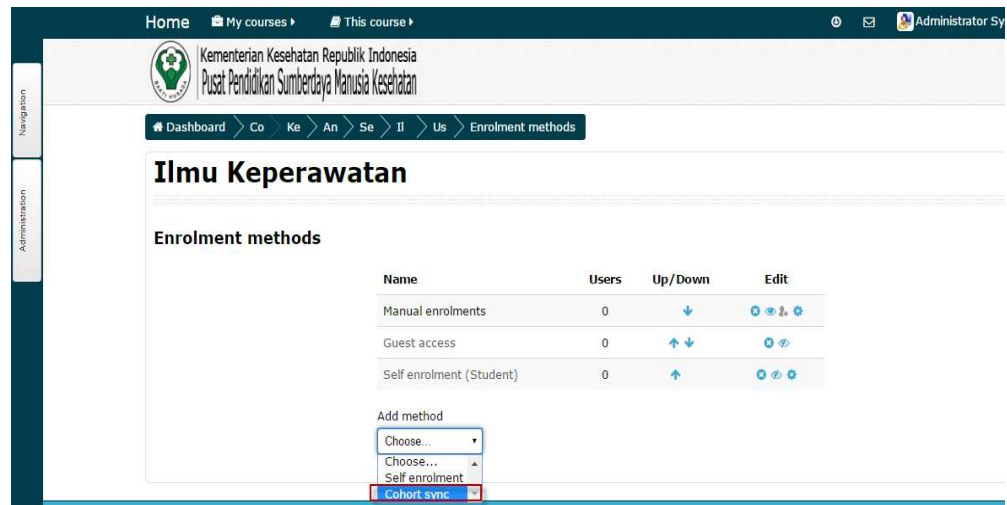 Home My courses This course Administrator Sy
Kementerian Kesehatan Republik Indonesia
Pusat Pendidikan Sumberdaya Manusia Kesehatan
BAKTI HUSADA
Navigation
Administration
Dashboard Co Ke An Se Il Us Enrolment methods
Ilmu Keperawatan
Enrolment methods
Name Users Up/Down Edit
Manual enrolments 0
Guest access 0
Self enrolment (Student) 0
Add method
Choose...
Choose...
Self enrolment
Cohort sync